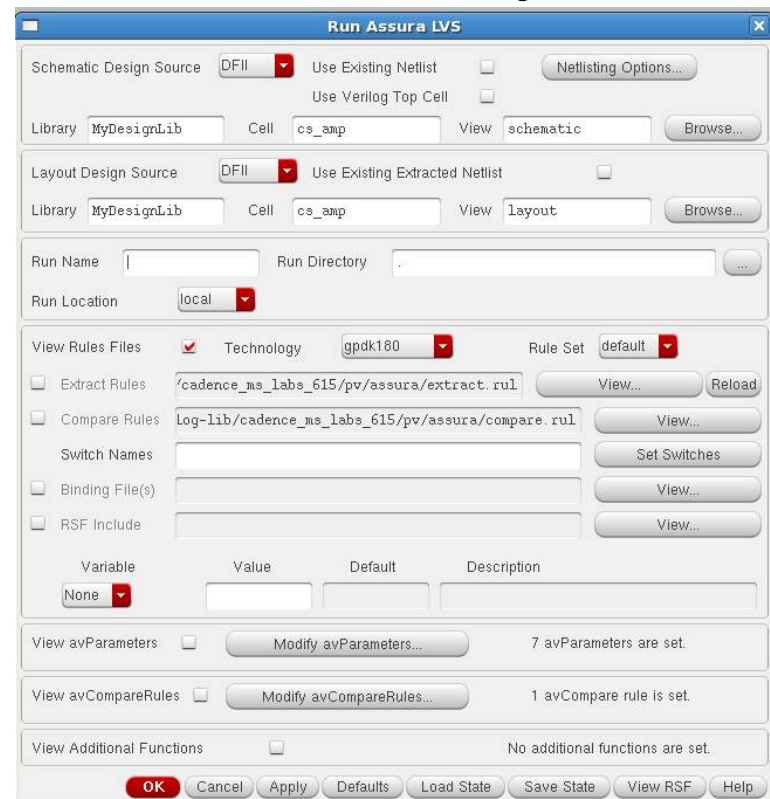 Run Assura LVS
Schematic Design Source DFII Use Existing Netlist Netlisting Options...
Use Verilog Top Cell
Library MyDesignLib Cell cs_amp View schematic Browse...
Layout Design Source DFII Use Existing Extracted Netlist
Library MyDesignLib Cell cs_amp View layout Browse...
Run Name Run Directory . ...
Run Location local
View Rules Files Technology gpdk180 Rule Set default
Extract Rules /cadence_ms_labs_615/pv/assura/extract.rul View... Reload
Compare Rules log-lib/cadence_ms_labs_615/pv/assura/compare.rul View...
Switch Names Set Switches
Binding File(s) View...
RSF Include View...
Variable Value Default Description
None
View avParameters Modify avParameters... 7 avParameters are set.
View avCompareRules Modify avCompareRules... 1 avCompare rule is set.
View Additional Functions No additional functions are set.
OK Cancel Apply Defaults Load State Save State View RSF Help